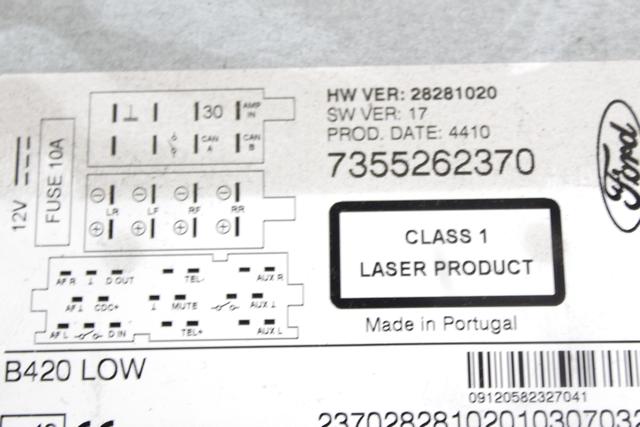 HW VER: 28281020
SW VER: 17
PROD. DATE: 4410
7355262370
Ford
12V
FUSE 10A
30 AMP IN
CAN A CAN B
LR LF RF RR
AF R D OUT TEL- AUX R
AF⊥ CDC+ ⊥ MUTE AUX⊥
AF L D IN TEL+ AUX L
CLASS 1
LASER PRODUCT
Made in Portugal
B420 LOW
09120582327041